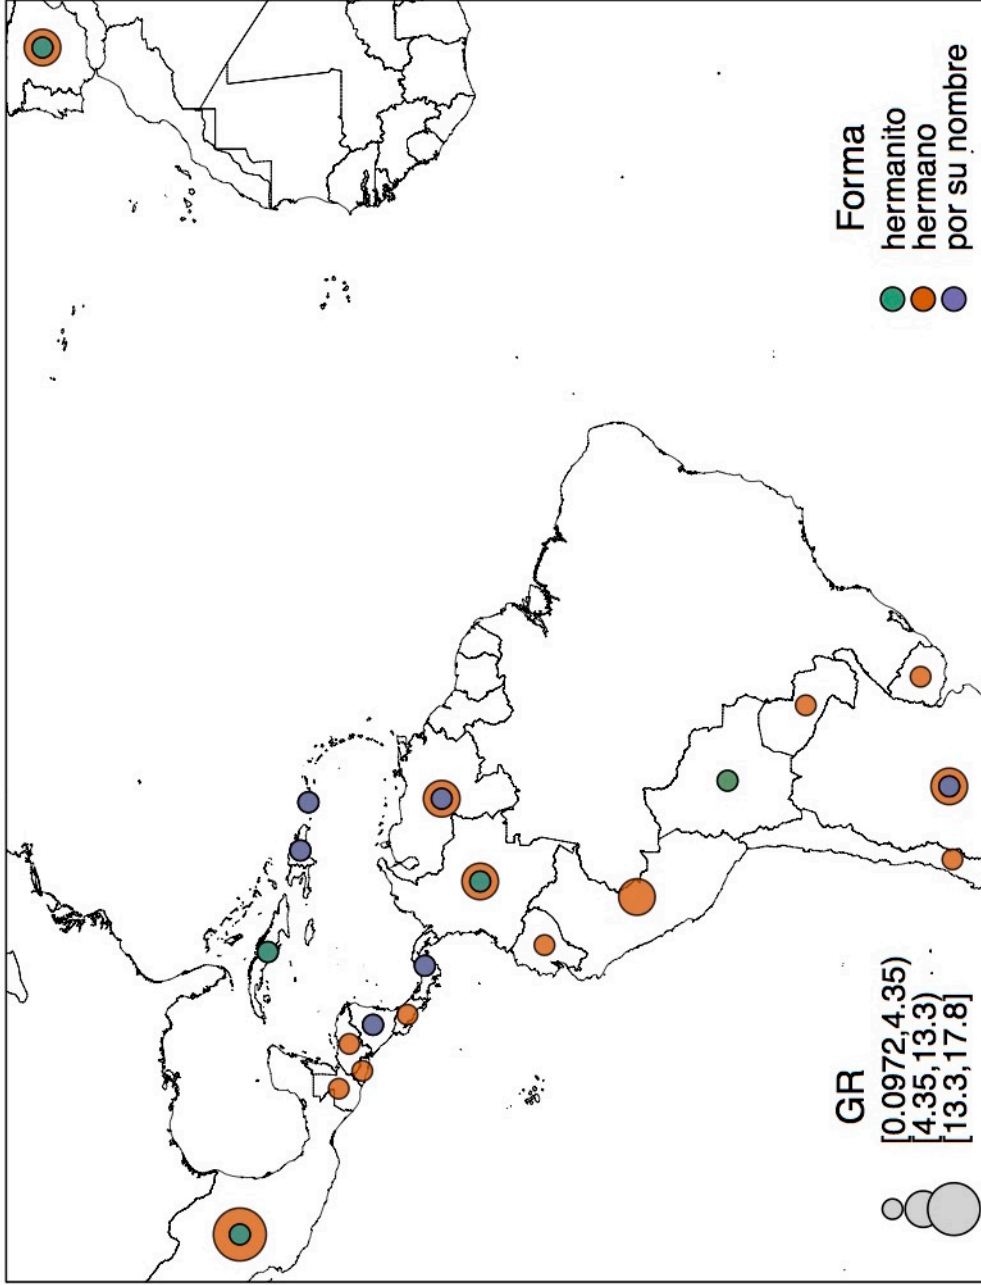 GR
[0.0972,4.35)
[4.35,13.3)
[13.3,17.8]
Forma
hermanito
hermano
por su nombre